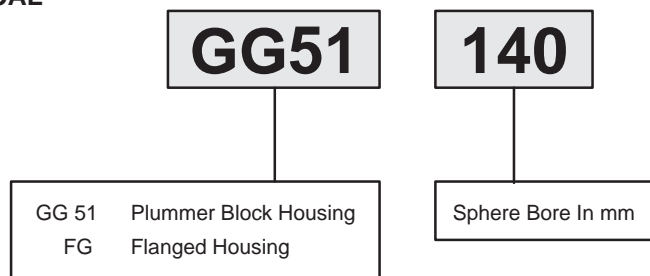 GG51 140
GG 51 Plummer Block Housing
FG Flanged Housing
Sphere Bore In mm